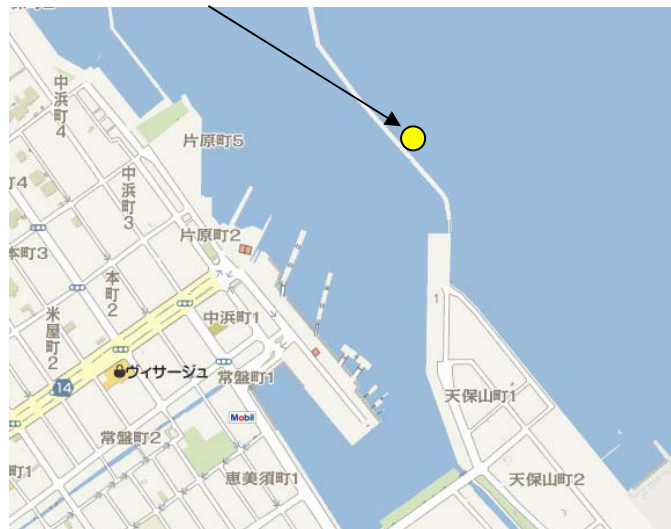 中浜町4
片原町5
中浜町3
片原町2
本町2
中浜町1
米屋町2
14
ヴィサージュ
常盤町1
Mobil
常盤町2
恵美須町1
1
天保山町1
天保山町2